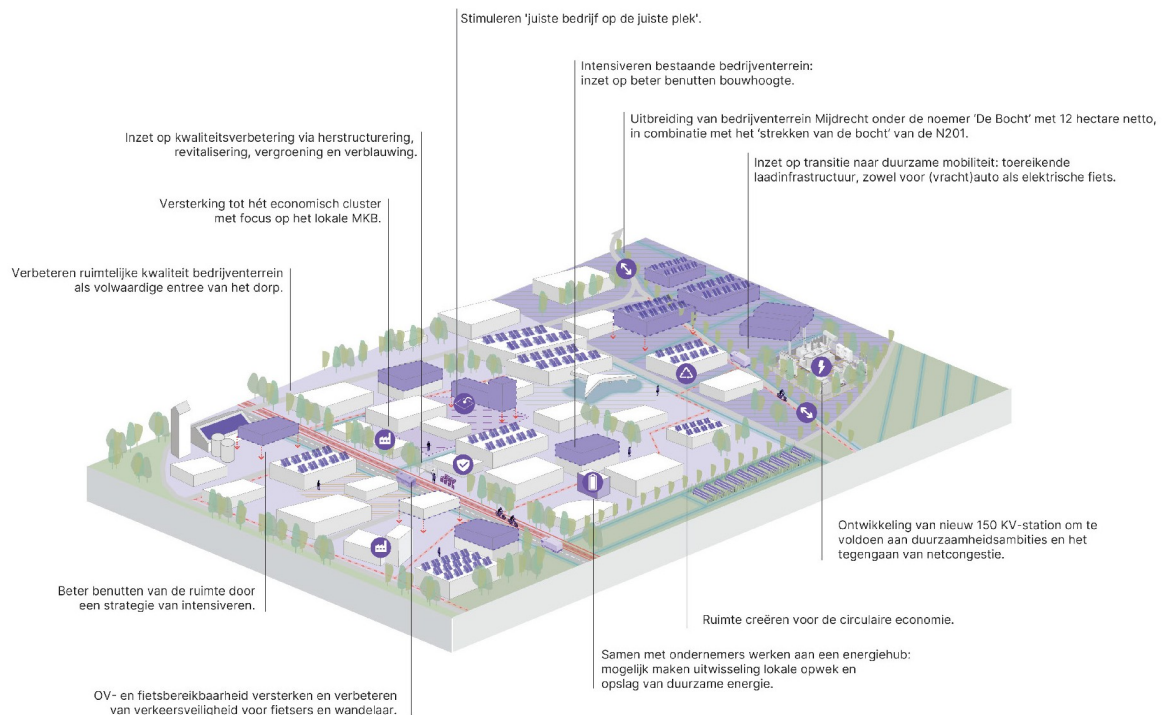 Stimuleren 'juiste bedrijf op de juiste plek'.
Intensiveren bestaande bedrijventerrein:
inzet op beter benutten bouwhoogte.
Uitbreiding van bedrijventerrein Mijdrecht onder de noemer 'De Bocht' met 12 hectare netto,
in combinatie met het 'strekken van de bocht' van de N201.
Inzet op kwaliteitsverbetering via herstructurering,
revitalisering, vergroening en verblauwing.
Inzet op transitie naar duurzame mobiliteit: toereikende
laadinfrastructuur, zowel voor (vracht)auto als elektrische fiets.
Versterking tot hét economisch cluster
met focus op het lokale MKB.
Verbeteren ruimtelijke kwaliteit bedrijventerrein
als volwaardige entree van het dorp.
Ontwikkeling van nieuw 150 KV-station om te
voldoen aan duurzaamheidsambities en het
tegengaan van netcongestie.
Beter benutten van de ruimte door
een strategie van intensiveren.
Ruimte creëren voor de circulaire economie.
Samen met ondernemers werken aan een energiehub:
mogelijk maken uitwisseling lokale opwek en
opslag van duurzame energie.
OV- en fietsbereikbaarheid versterken en verbeteren
van verkeersveiligheid voor fietsers en wandelaar.